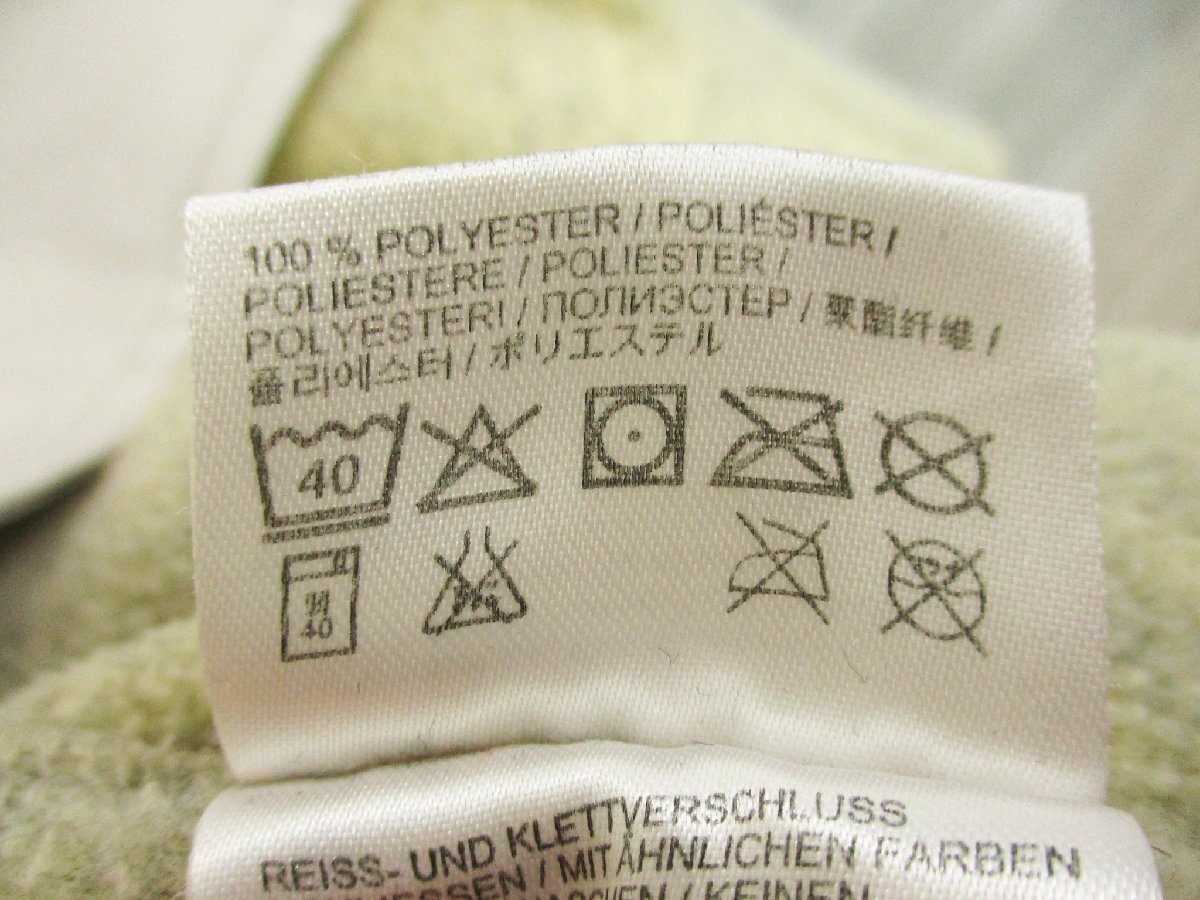 100 % POLYESTER / POLIÉSTER /
POLIESTERE / POLIESTER /
POLYESTERI / ПОЛИЭСТЕР / 聚酯纤维 /
폴리에스터 / ポリエステル
40
40
REISS- UND KLETTVERSCHLUSS
/ MIT ÄHNLICHEN FARBEN
/ KEINEN